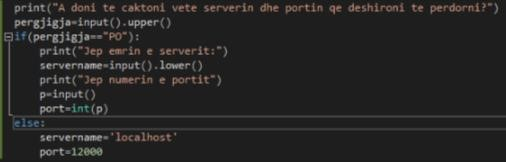 print("A doni te caktoni vete serverin dhe portin qe deshironi te perdorni?")
pergjigja=input().upper()
if(pergjigja=="PO"):
    print("Jep emrin e serverit:")
    servername=input().lower()
    print("Jep numerin e portit")
    p=input()
    port=int(p)
else:
    servername='localhost'
    port=12000